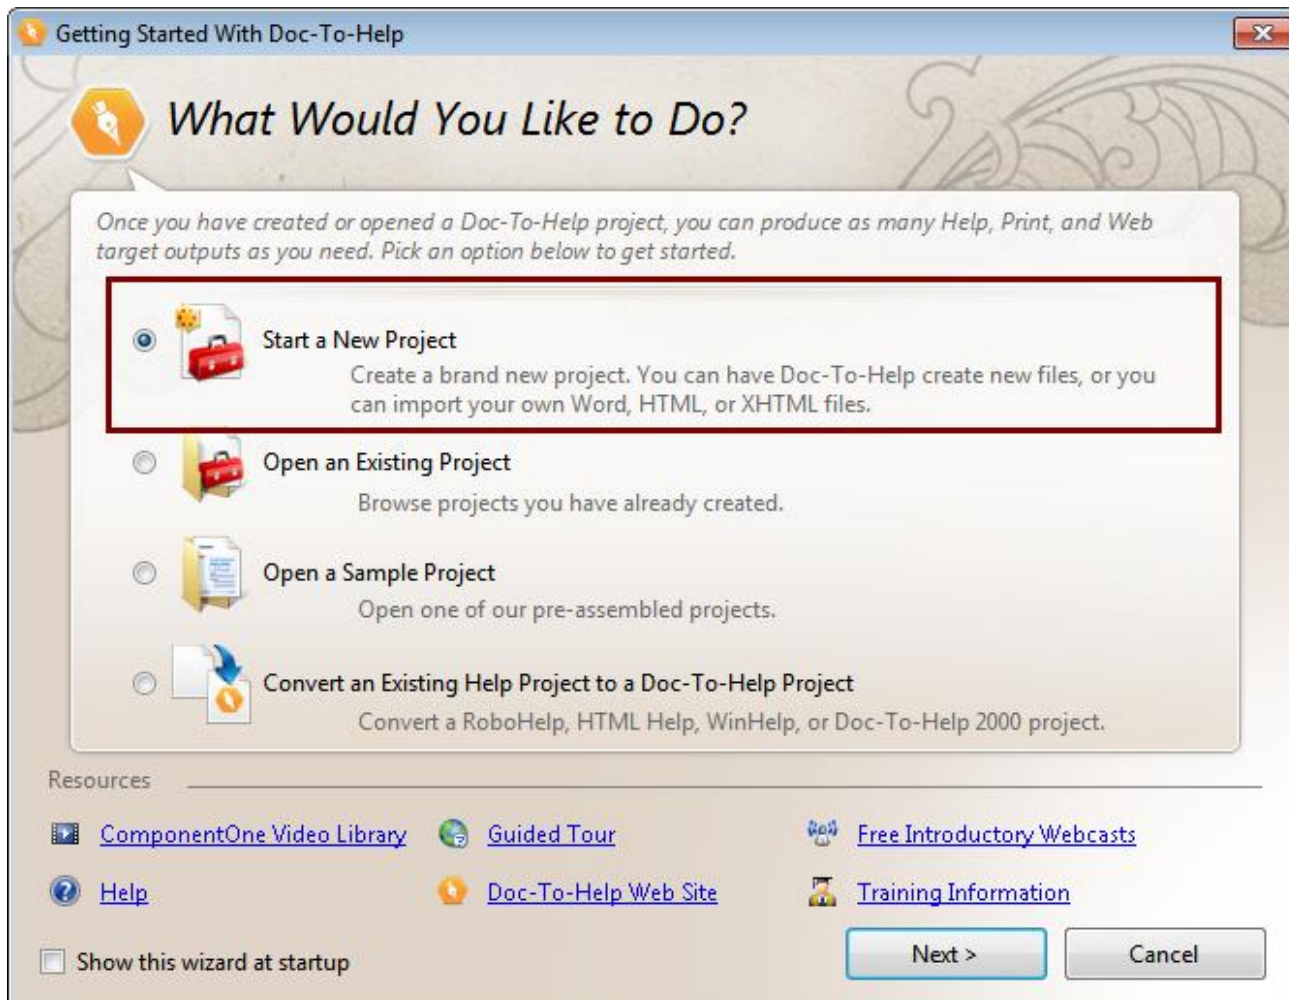 Getting Started With Doc-To-Help
What Would You Like to Do?
Once you have created or opened a Doc-To-Help project, you can produce as many Help, Print, and Web
target outputs as you need. Pick an option below to get started.
Start a New Project
Create a brand new project. You can have Doc-To-Help create new files, or you
can import your own Word, HTML, or XHTML files.
Open an Existing Project
Browse projects you have already created.
Open a Sample Project
Open one of our pre-assembled projects.
Convert an Existing Help Project to a Doc-To-Help Project
Convert a RoboHelp, HTML Help, WinHelp, or Doc-To-Help 2000 project.
Resources
ComponentOne Video Library Guided Tour Free Introductory Webcasts
Help Doc-To-Help Web Site Training Information
Show this wizard at startup Next > Cancel